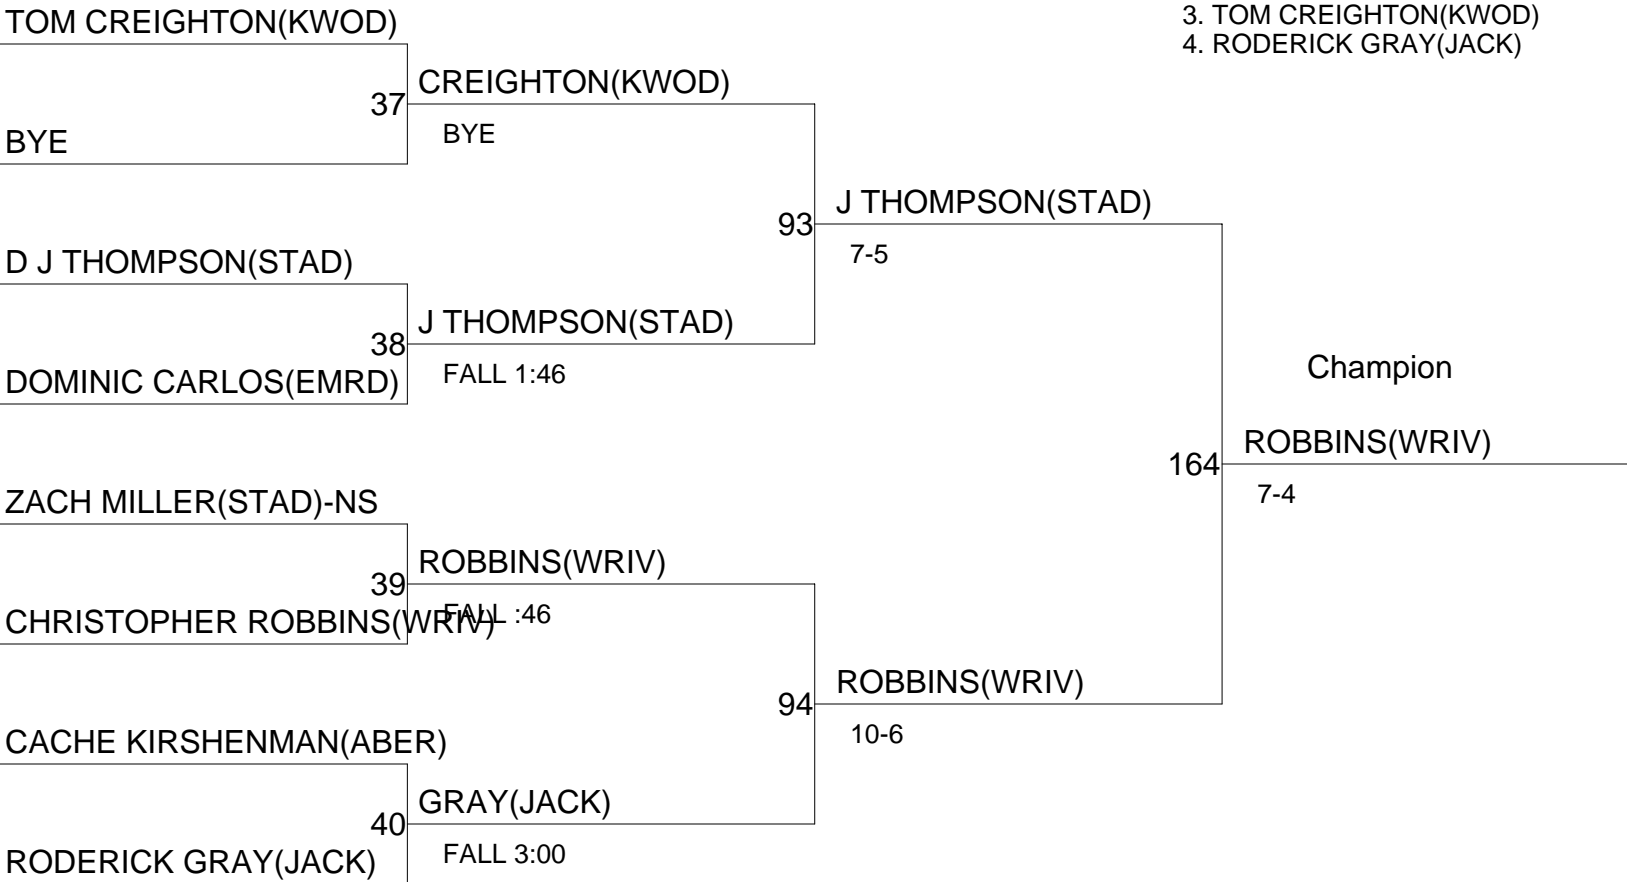 3. TOM CREIGHTON(KWOD)
4. RODERICK GRAY(JACK)
TOM CREIGHTON(KWOD)
37
BYE
CREIGHTON(KWOD)
BYE
D J THOMPSON(STAD)
38
DOMINIC CARLOS(EMRD)
J THOMPSON(STAD)
FALL 1:46
93
J THOMPSON(STAD)
7-5
ZACH MILLER(STAD)-NS
39
CHRISTOPHER ROBBINS(WRIV)
ROBBINS(WRIV)
FALL :46
CACHE KIRSHENMAN(ABER)
40
RODERICK GRAY(JACK)
GRAY(JACK)
FALL 3:00
94
ROBBINS(WRIV)
10-6
164
Champion
ROBBINS(WRIV)
7-4